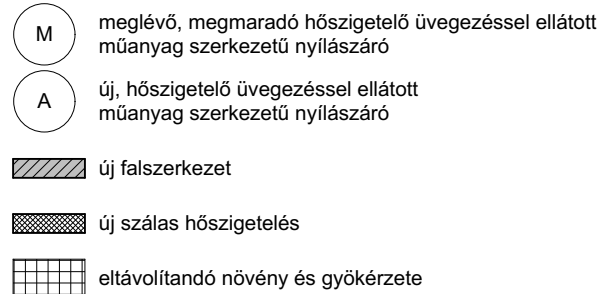 M
meglévő, megmaradó hőszigetelő üvegezéssel ellátott
műanyag szerkezetű nyílászáró
A
új, hőszigetelő üvegezéssel ellátott
műanyag szerkezetű nyílászáró
új falszerkezet
új szálas hőszigetelés
eltávolítandó növény és gyökérzete